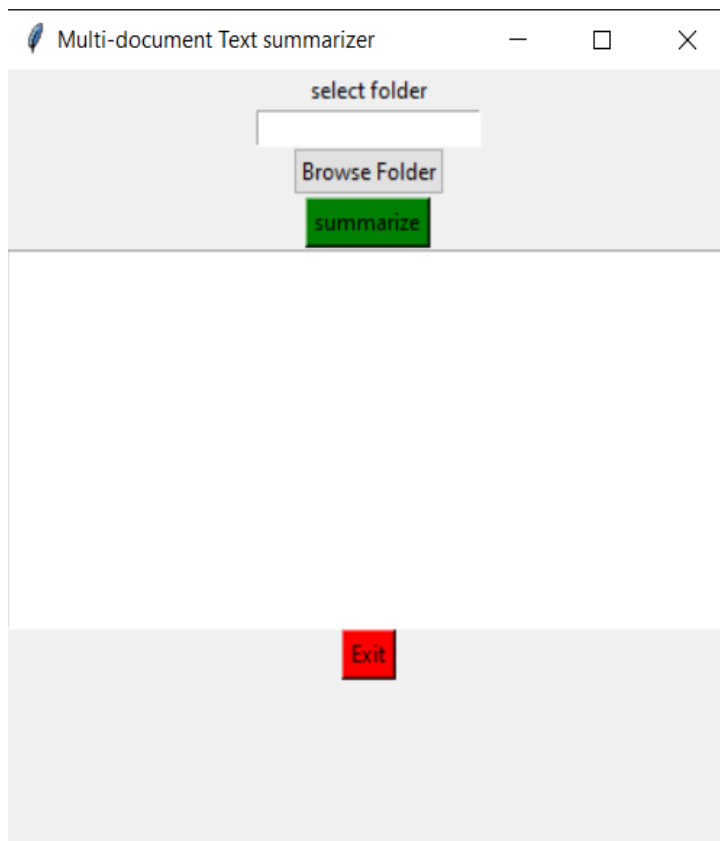 Multi-document Text summarizer
select folder
Browse Folder
summarize
Exit